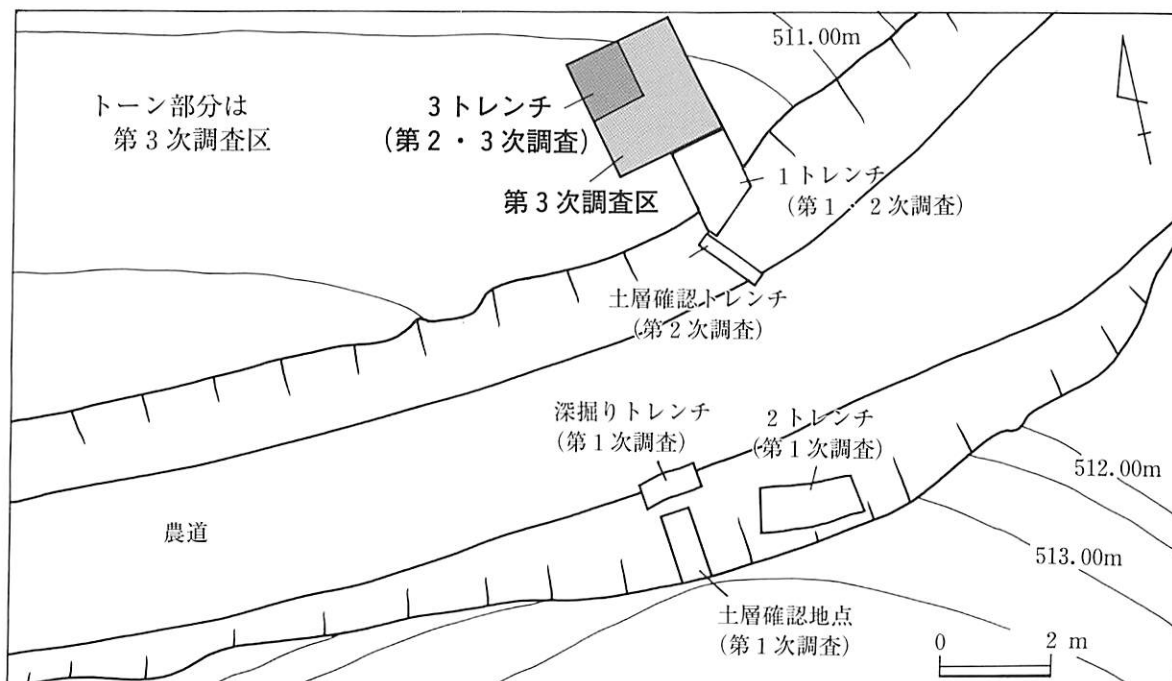 511.00m
トーン部分は
第3次調査区
3トレンチ
(第2・3次調査)
1トレンチ
(第1・2次調査)
第3次調査区
土層確認トレンチ
(第2次調査)
深掘りトレンチ
(第1次調査)
2トレンチ
(第1次調査)
512.00m
農道
513.00m
土層確認地点
(第1次調査)
0 2 m